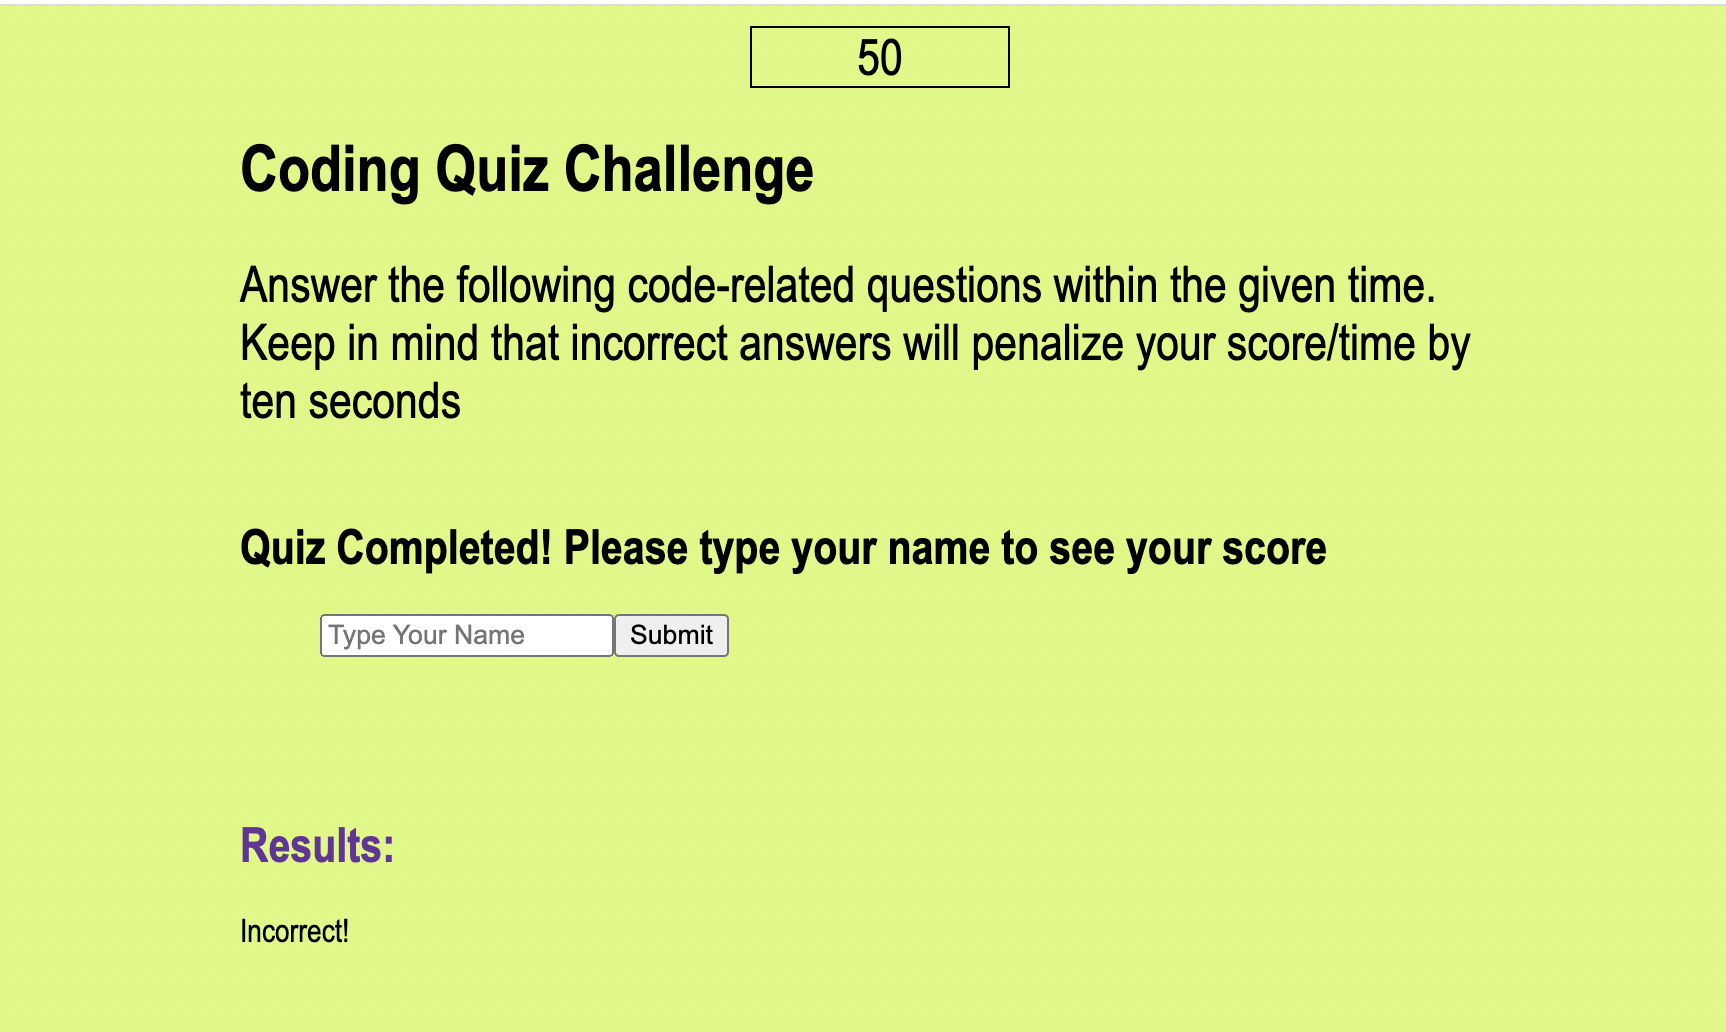 50
Coding Quiz Challenge
Answer the following code-related questions within the given time.
Keep in mind that incorrect answers will penalize your score/time by
ten seconds
Quiz Completed! Please type your name to see your score
Type Your Name Submit
Results:
Incorrect!